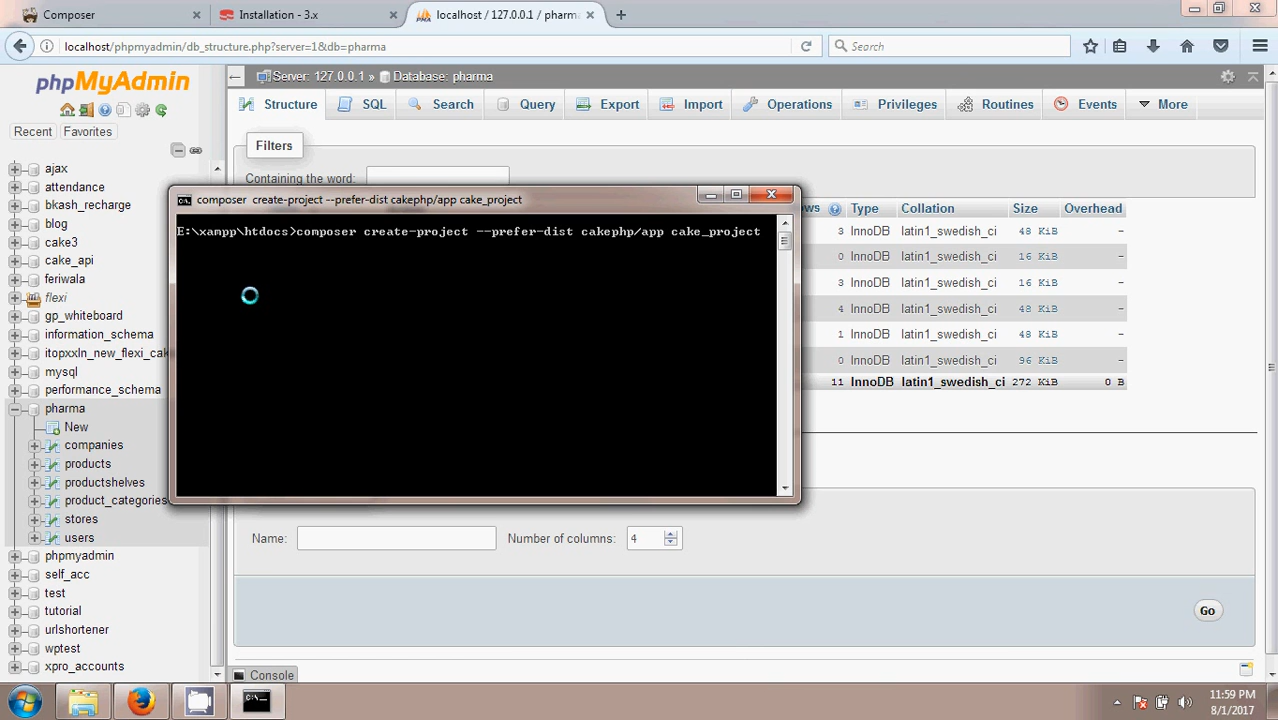 Composer
Installation - 3.x
localhost / 127.0.0.1 / pharm
localhost/phpmyadmin/db_structure.php?server=1&db=pharma
Search
phpMyAdmin
Recent
Favorites
ajax
attendance
bkash_recharge
blog
cake3
cake_api
feriwala
flexi
gp_whiteboard
information_schema
itopxxln_new_flexi_cak
mysql
performance_schema
pharma
New
companies
products
productshelves
product_categories
stores
users
phpmyadmin
self_acc
test
tutorial
urlshortener
wptest
xpro_accounts
Server: 127.0.0.1 » Database: pharma
Structure
SQL
Search
Query
Export
Import
Operations
Privileges
Routines
Events
More
Filters
Containing the word:
composer create-project --prefer-dist cakephp/app cake_project
E:\xampp\htdocs>composer create-project --prefer-dist cakephp/app cake_project
Type Collation Size Overhead
3 InnoDB latin1_swedish_ci 48 KiB -
0 InnoDB latin1_swedish_ci 16 KiB -
3 InnoDB latin1_swedish_ci 16 KiB -
4 InnoDB latin1_swedish_ci 48 KiB -
1 InnoDB latin1_swedish_ci 48 KiB -
0 InnoDB latin1_swedish_ci 96 KiB -
11 InnoDB latin1_swedish_ci 272 KiB 0 B
Name:
Number of columns:
4
Go
Console
11:59 PM
8/1/2017